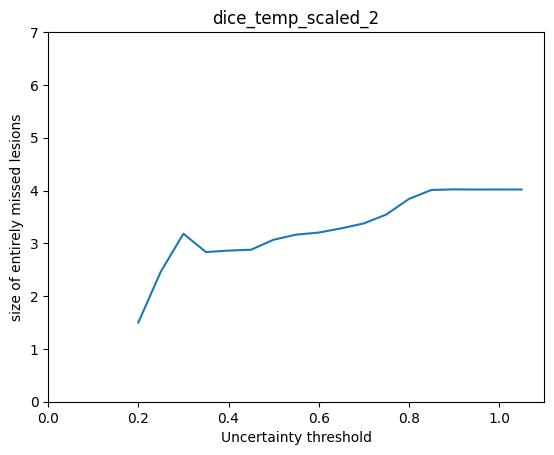 dice_temp_scaled_2
7
6
5
4
3
2
1
0
size of entirely missed lesions
0.0 0.2 0.4 0.6 0.8 1.0
Uncertainty threshold